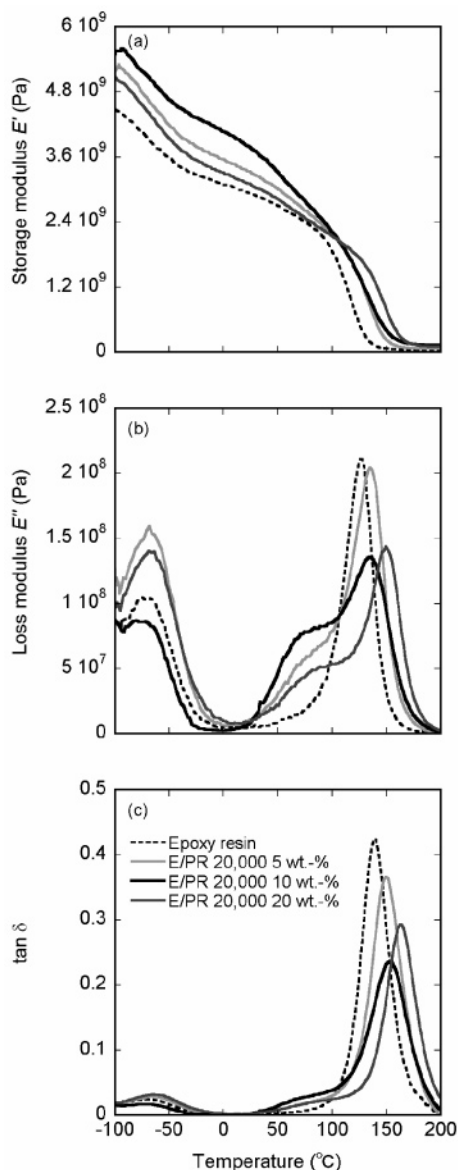 6 10⁹
(a)
4.8 10⁹
3.6 10⁹
2.4 10⁹
1.2 10⁹
0
Storage modulus E' (Pa)
2.5 10⁸
(b)
2 10⁸
1.5 10⁸
1 10⁸
5 10⁷
0
Loss modulus E" (Pa)
0.5
(c)
0.4
Epoxy resin
E/PR 20,000 5 wt.-%
E/PR 20,000 10 wt.-%
E/PR 20,000 20 wt.-%
0.3
0.2
0.1
0
tan δ
-100 -50 0 50 100 150 200
Temperature (°C)